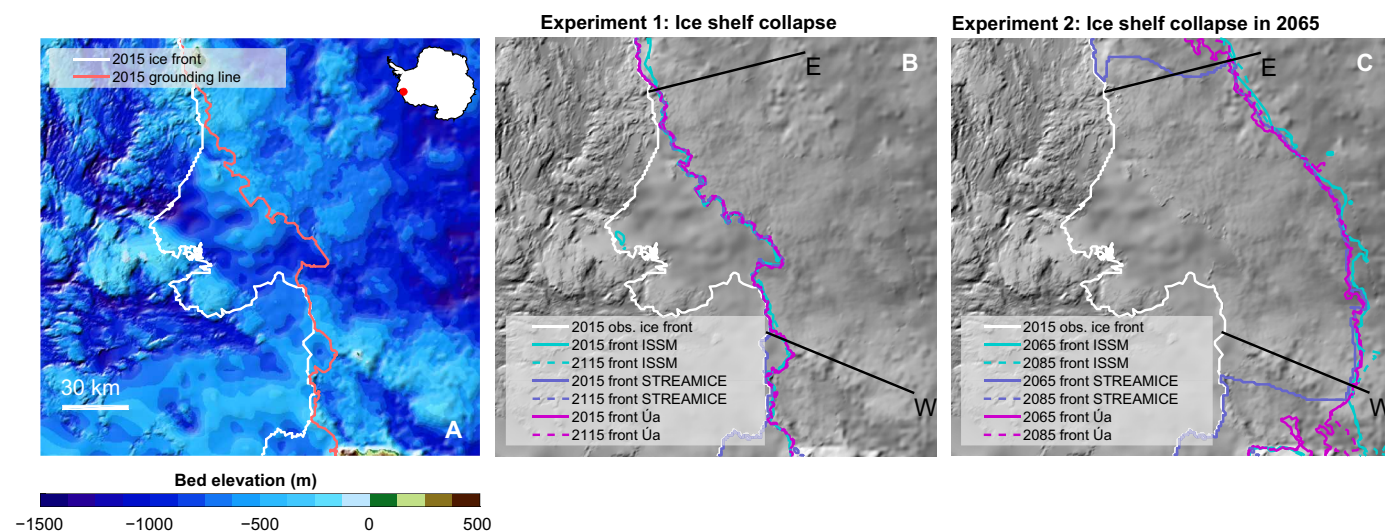 Experiment 1: Ice shelf collapse
Experiment 2: Ice shelf collapse in 2065
2015 ice front
2015 grounding line
30 km
A
Bed elevation (m)
−1500 −1000 −500 0 500
E
B
2015 obs. ice front
2015 front ISSM
2115 front ISSM
2015 front STREAMICE
2115 front STREAMICE
2015 front Úa
2115 front Úa
W
E
C
2015 obs. ice front
2065 front ISSM
2085 front ISSM
2065 front STREAMICE
2085 front STREAMICE
2065 front Úa
2085 front Úa
W